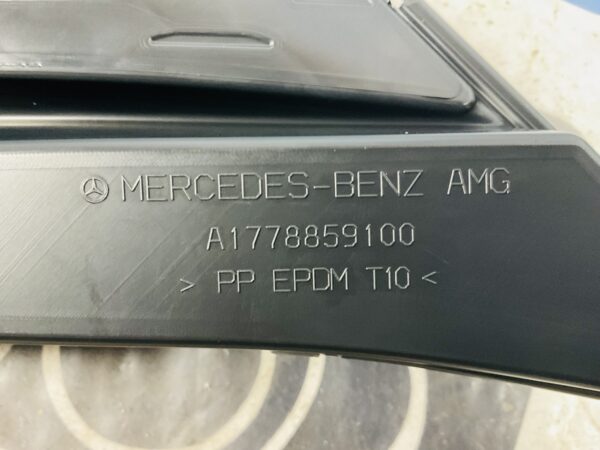 MERCEDES-BENZ AMG
A1778859100
> PP EPDM T10 <